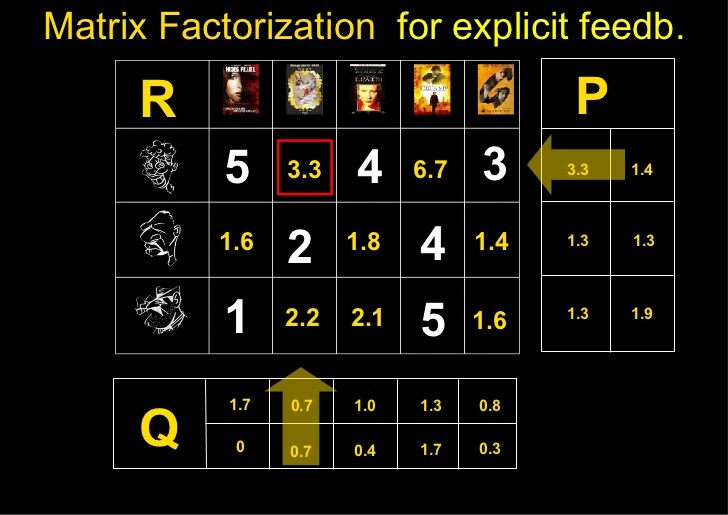 Matrix Factorization for explicit feedb.
R
P
5 3.3 4 6.7 3
3.3 1.4
1.6 2 1.8 4 1.4
1.3 1.3
1 2.2 2.1 5 1.6
1.3 1.9
Q
1.7 0.7 1.0 1.3 0.8
0 0.7 0.4 1.7 0.3